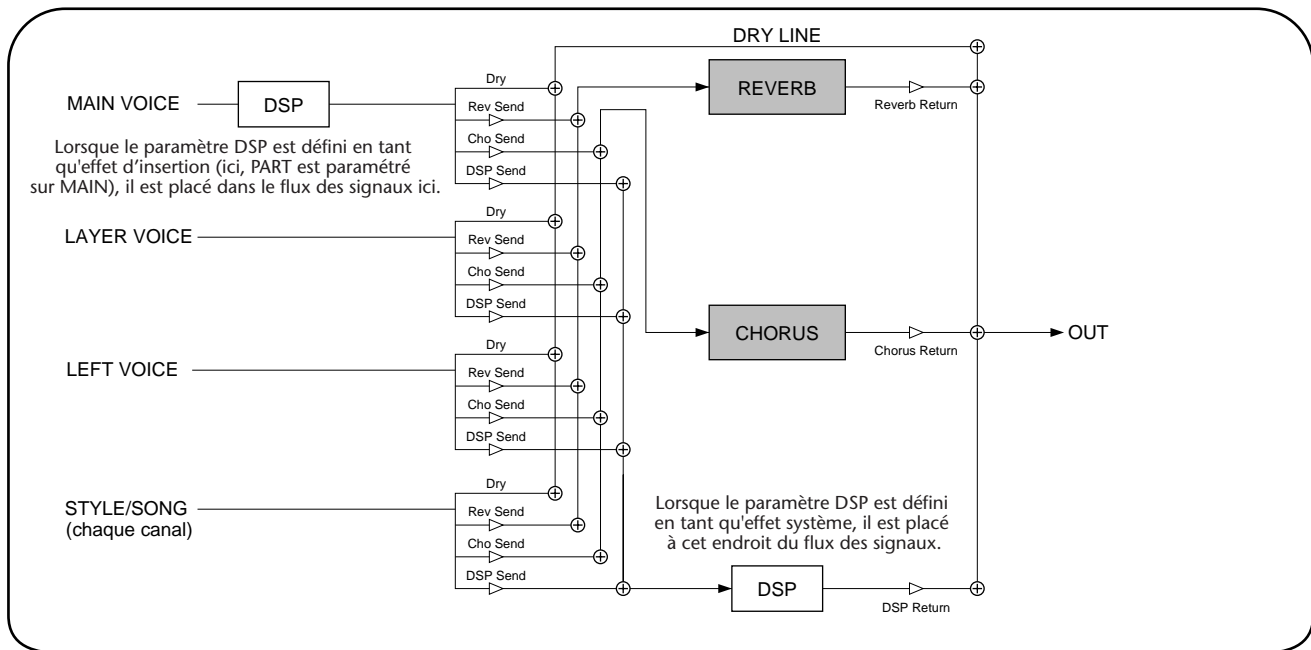 DRY LINE
MAIN VOICE
DSP
Dry
Rev Send
Cho Send
DSP Send
REVERB
Reverb Return
Lorsque le paramètre DSP est défini en tant
qu'effet d’insertion (ici, PART est paramétré
sur MAIN), il est placé dans le flux des signaux ici.
LAYER VOICE
Dry
Rev Send
Cho Send
DSP Send
CHORUS
Chorus Return
OUT
LEFT VOICE
Dry
Rev Send
Cho Send
DSP Send
STYLE/SONG
(chaque canal)
Dry
Rev Send
Cho Send
DSP Send
Lorsque le paramètre DSP est défini
en tant qu'effet système, il est placé
à cet endroit du flux des signaux.
DSP
DSP Return